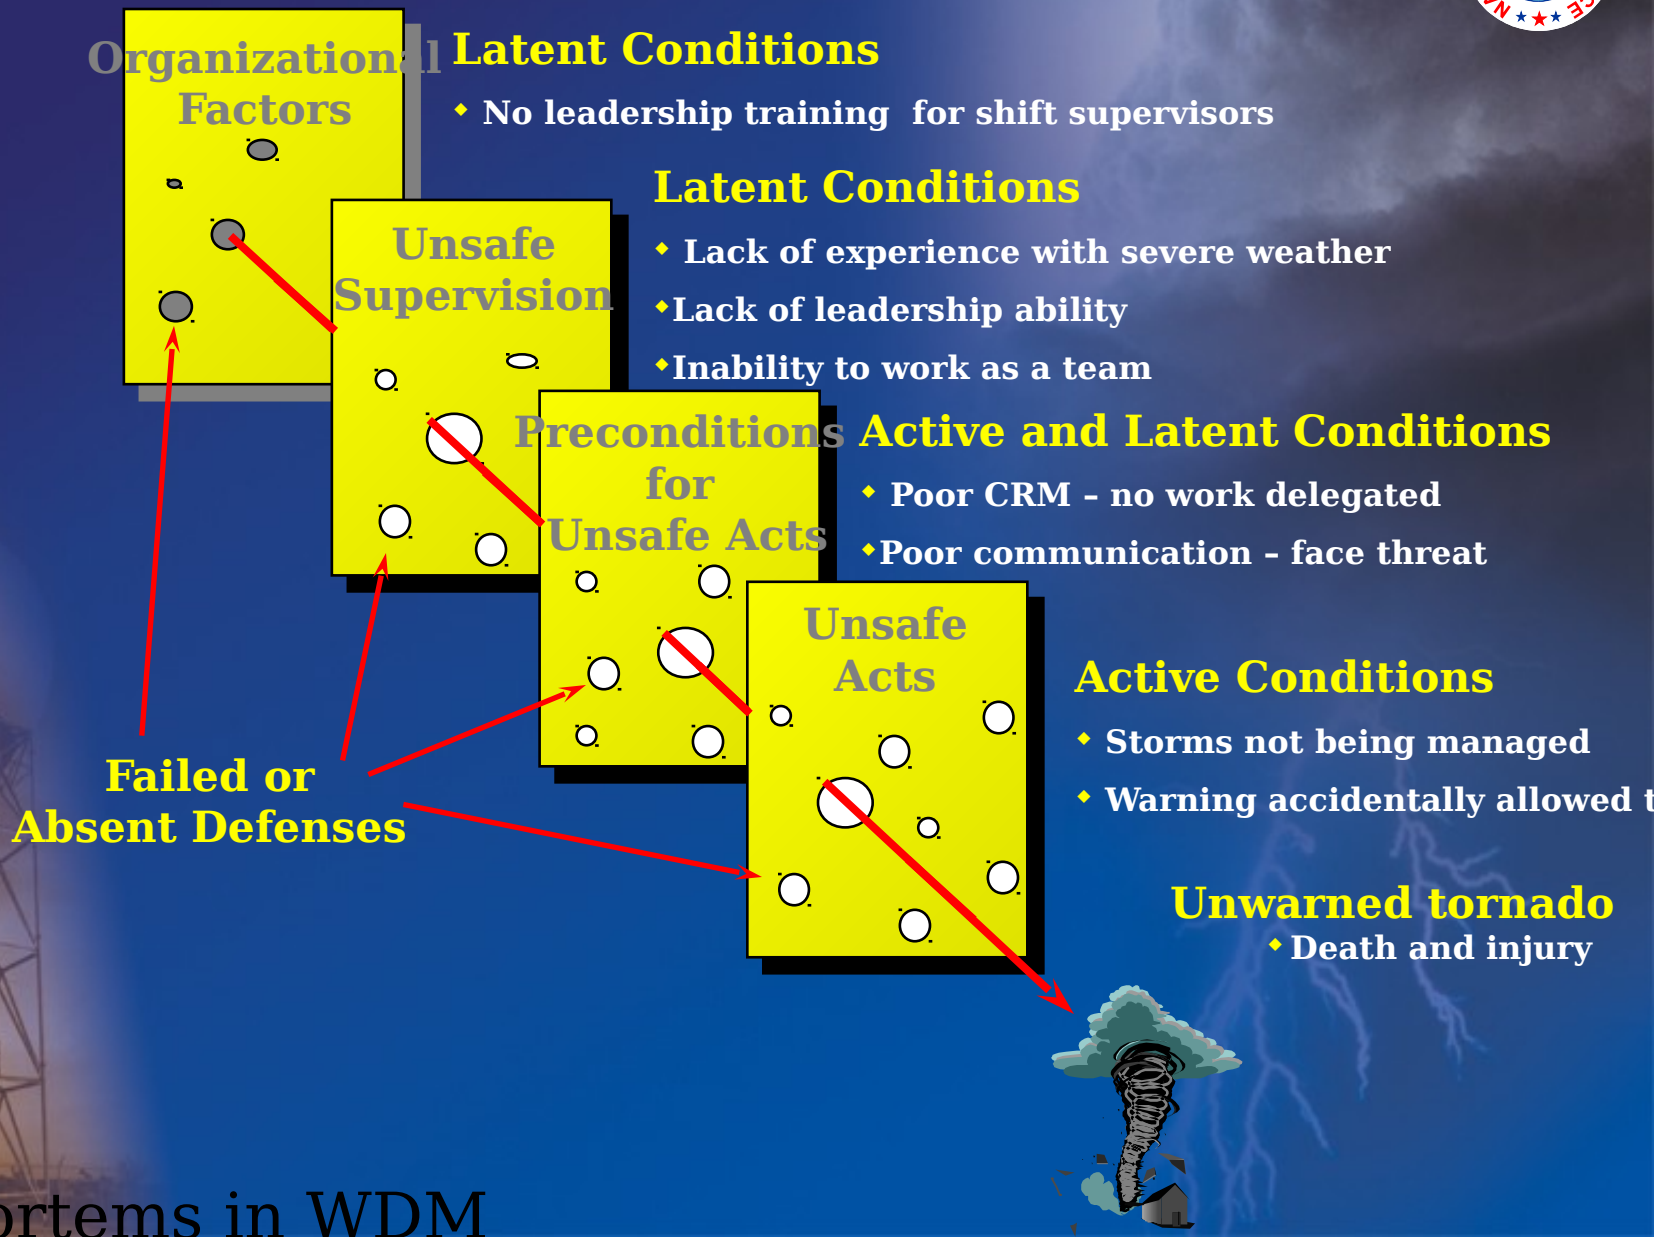 Organizational
Factors
Latent Conditions
No leadership training for shift supervisors
Latent Conditions
Unsafe
Supervision
Lack of experience with severe weather
Lack of leadership ability
Inability to work as a team
Preconditions
for
Unsafe Acts
Active and Latent Conditions
Poor CRM – no work delegated
Poor communication – face threat
Unsafe
Acts
Active Conditions
Storms not being managed
Warning accidentally allowed t
Failed or
Absent Defenses
Unwarned tornado
Death and injury
ortems in WDM